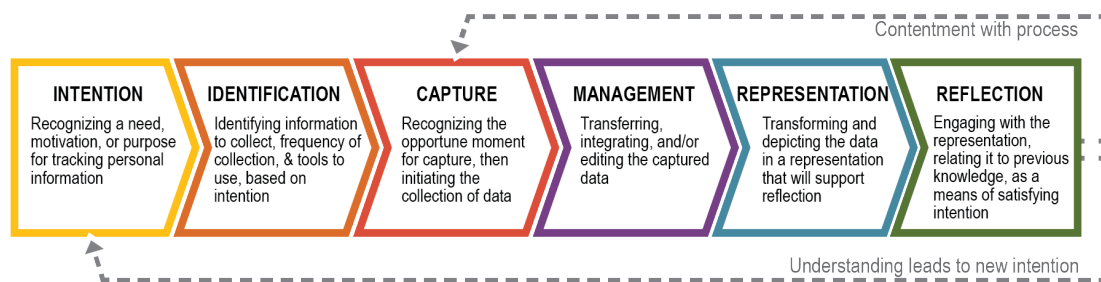 Contentment with process
INTENTION
Recognizing a need,
motivation, or purpose
for tracking personal
information
IDENTIFICATION
Identifying information
to collect, frequency of
collection, & tools to
use, based on
intention
CAPTURE
Recognizing the
opportune moment
for capture, then
initiating the
collection of data
MANAGEMENT
Transferring,
integrating, and/or
editing the captured
data
REPRESENTATION
Transforming and
depicting the data
in a representation
that will support
reflection
REFLECTION
Engaging with the
representation,
relating it to previous
knowledge, as a
means of satisfying
intention
Understanding leads to new intention